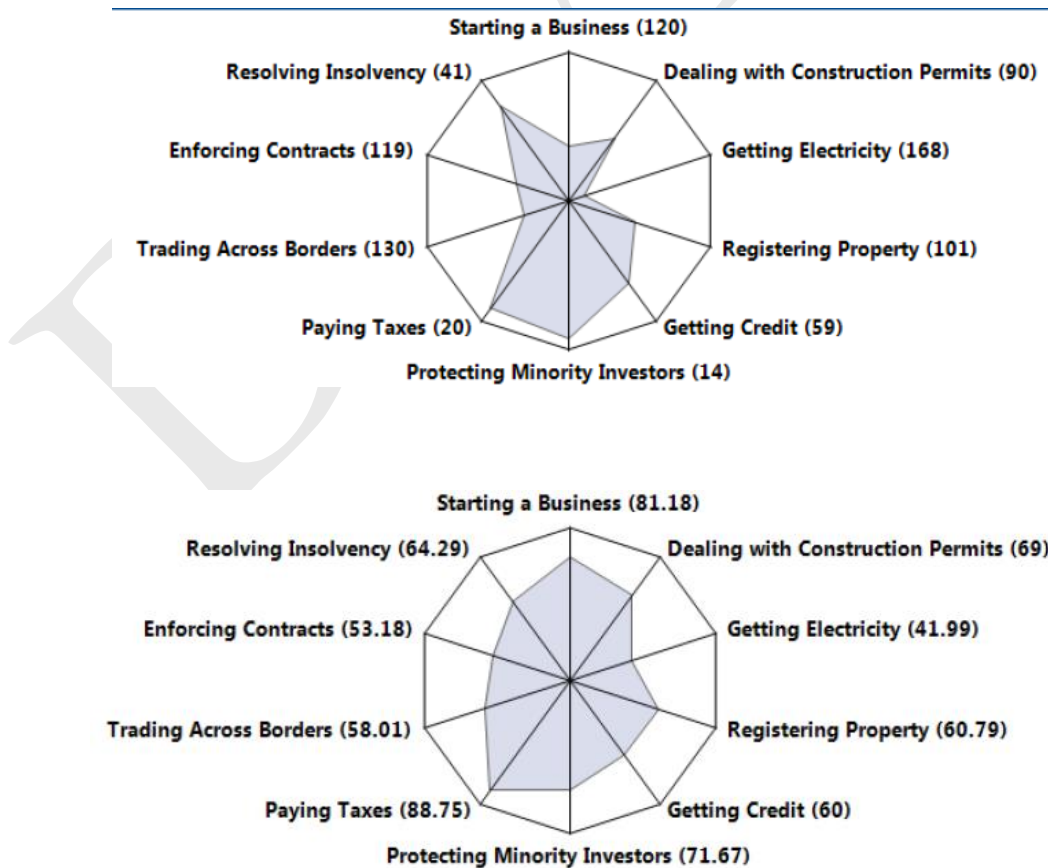 Starting a Business (120)
Resolving Insolvency (41)
Dealing with Construction Permits (90)
Enforcing Contracts (119)
Getting Electricity (168)
Trading Across Borders (130)
Registering Property (101)
Paying Taxes (20)
Getting Credit (59)
Protecting Minority Investors (14)
Starting a Business (81.18)
Resolving Insolvency (64.29)
Dealing with Construction Permits (69)
Enforcing Contracts (53.18)
Getting Electricity (41.99)
Trading Across Borders (58.01)
Registering Property (60.79)
Paying Taxes (88.75)
Getting Credit (60)
Protecting Minority Investors (71.67)